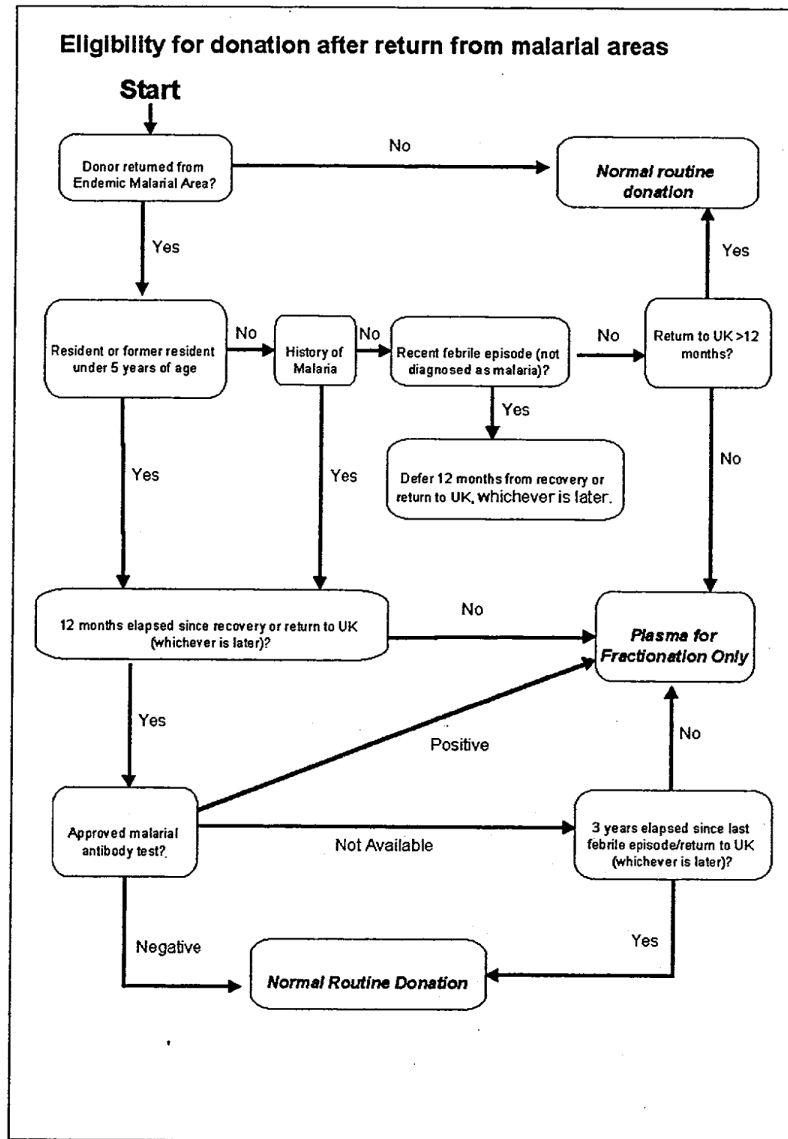 Eligibility for donation after return from malarial areas
Start
Donor returned from
Endemic Malarial Area?
No
Normal routine
donation
Yes
Yes
Resident or former resident
under 5 years of age
No
History of
Malaria
No
Recent febrile episode (not
diagnosed as malaria)?
No
Return to UK >12
months?
Yes
Yes
Yes
No
Defer 12 months from recovery or
return to UK, whichever is later.
12 months elapsed since recovery or return to UK
(whichever is later)?
No
Plasma for
Fractionation Only
Yes
Positive
No
Approved malarial
antibody test?
Not Available
3 years elapsed since last
febrile episode/return to UK
(whichever is later)?
Negative
Yes
Normal Routine Donation